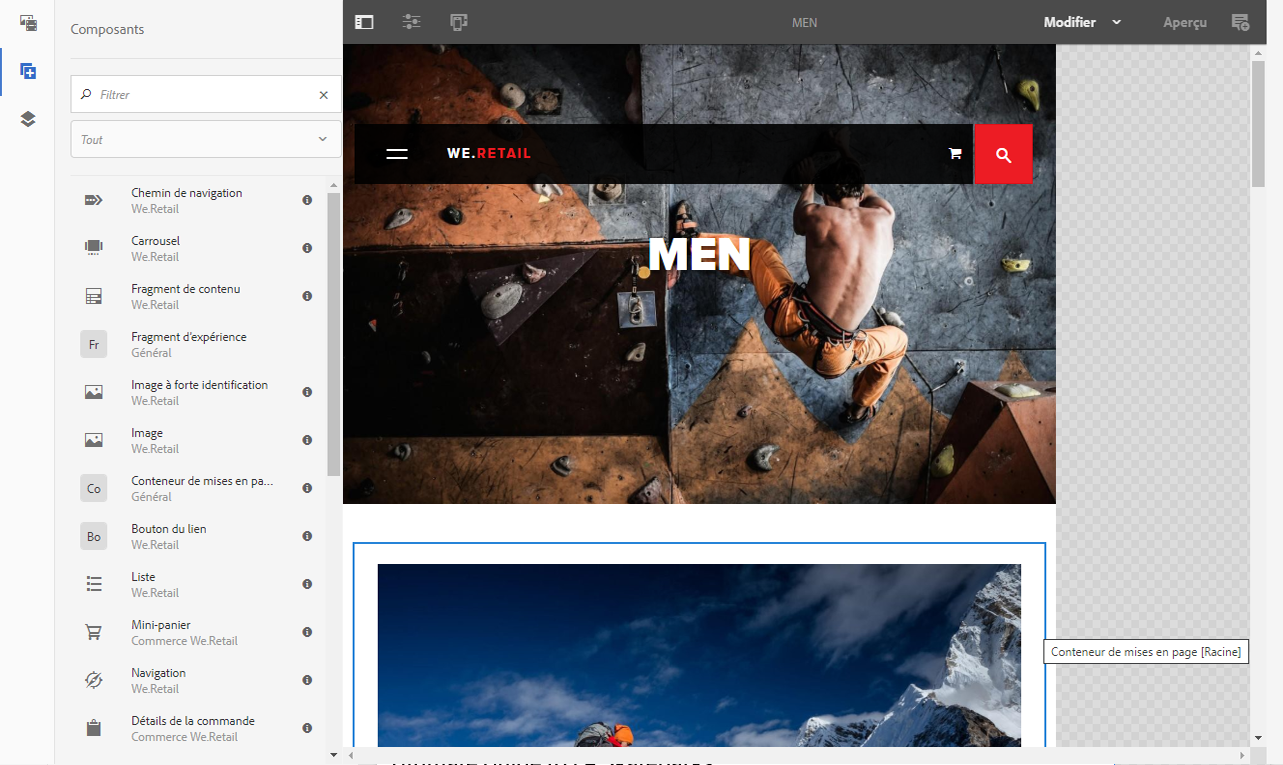 Composants
Filtrer
Tout
Chemin de navigation
We.Retail
Carrousel
We.Retail
Fragment de contenu
We.Retail
Fr
Fragment d'expérience
Général
Image à forte identification
We.Retail
Image
We.Retail
Co
Conteneur de mises en pa...
Général
Bo
Bouton du lien
We.Retail
Liste
We.Retail
Mini-panier
Commerce We.Retail
Navigation
We.Retail
Détails de la commande
Commerce We.Retail
MEN
Modifier
Aperçu
WE.RETAIL
MEN
Conteneur de mises en page [Racine]